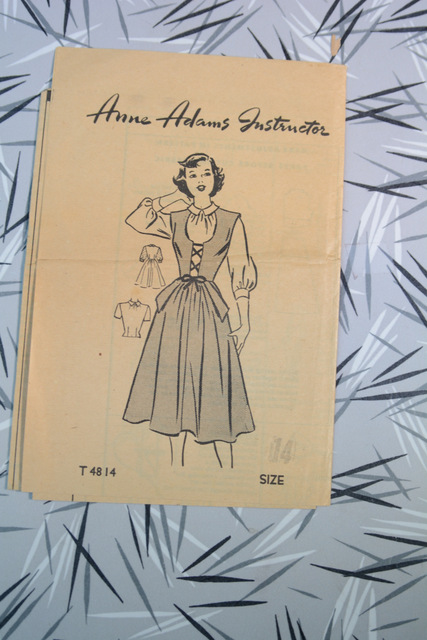 Anne Adams Instructor
14
T 4814
SIZE